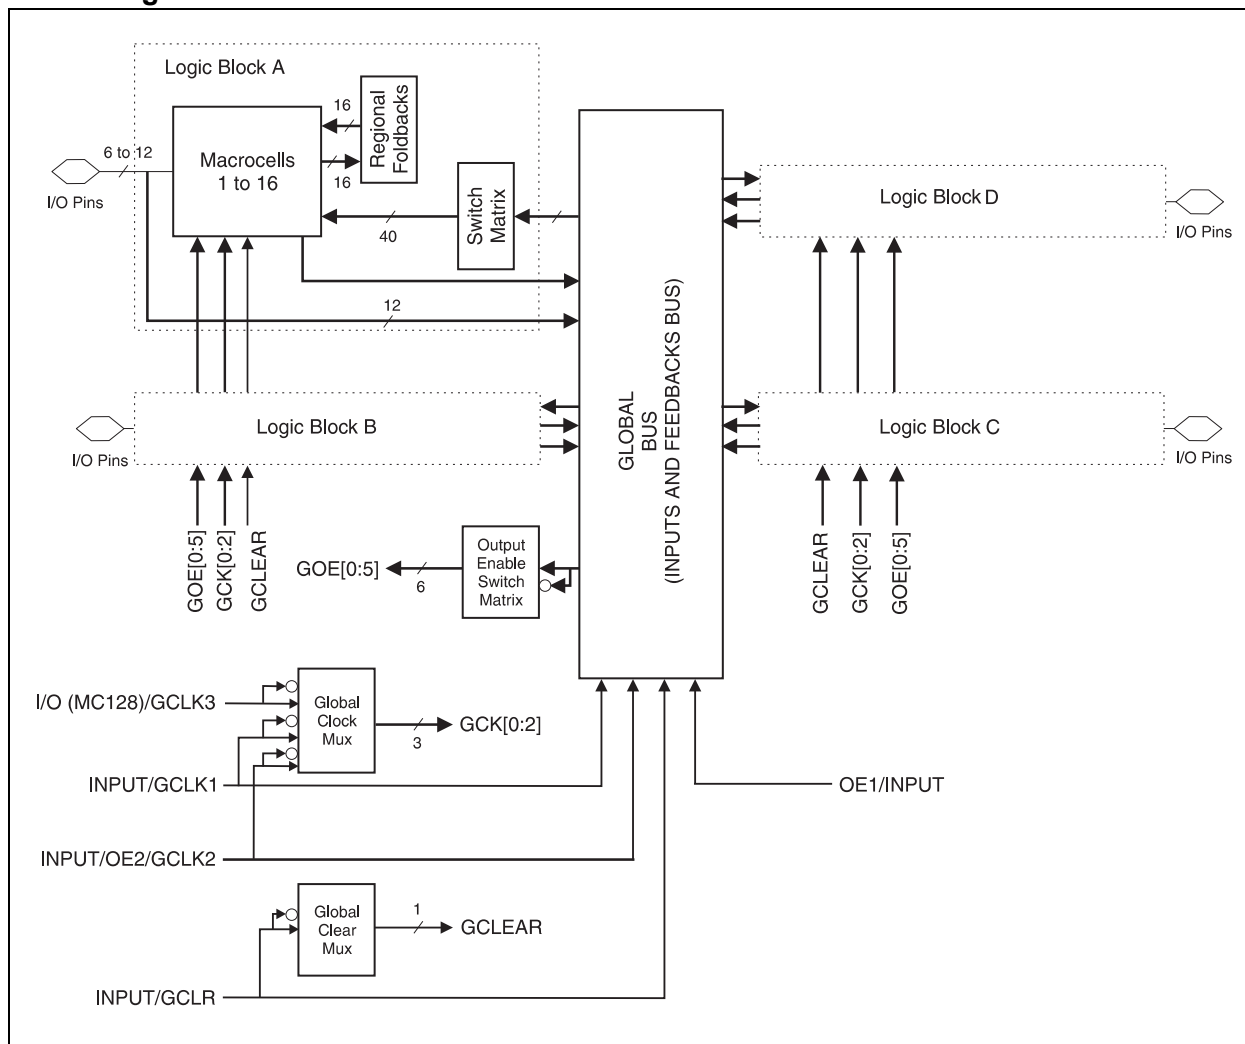 Logic Block A
16
Regional
Foldbacks
6 to 12
Macrocells
1 to 16
16
I/O Pins
40
Switch
Matrix
12
Logic Block D
I/O Pins
GLOBAL
BUS
(INPUTS AND FEEDBACKS BUS)
Logic Block B
I/O Pins
Logic Block C
I/O Pins
GOE[0:5]
GCK[0:2]
GCLEAR
GOE[0:5]
6
Output
Enable
Switch
Matrix
GCLEAR
GCK[0:2]
GOE[0:5]
I/O (MC128)/GCLK3
Global
Clock
Mux
3
GCK[0:2]
INPUT/GCLK1
OE1/INPUT
INPUT/OE2/GCLK2
Global
Clear
Mux
1
GCLEAR
INPUT/GCLR